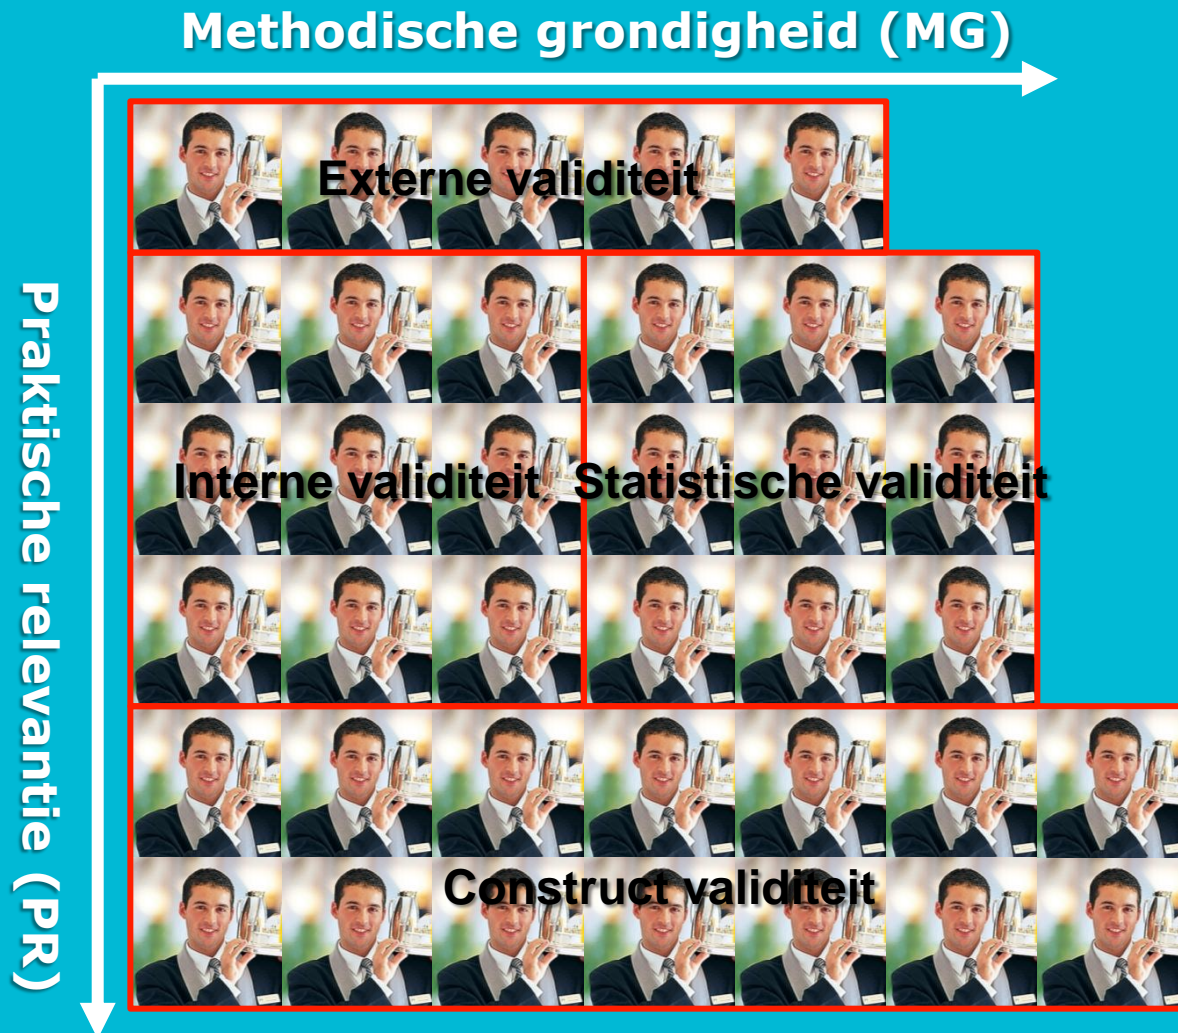 Methodische grondigheid (MG)
Praktische relevantie (PR)
Externe validiteit
Interne validiteit
Statistische validiteit
Construct validiteit